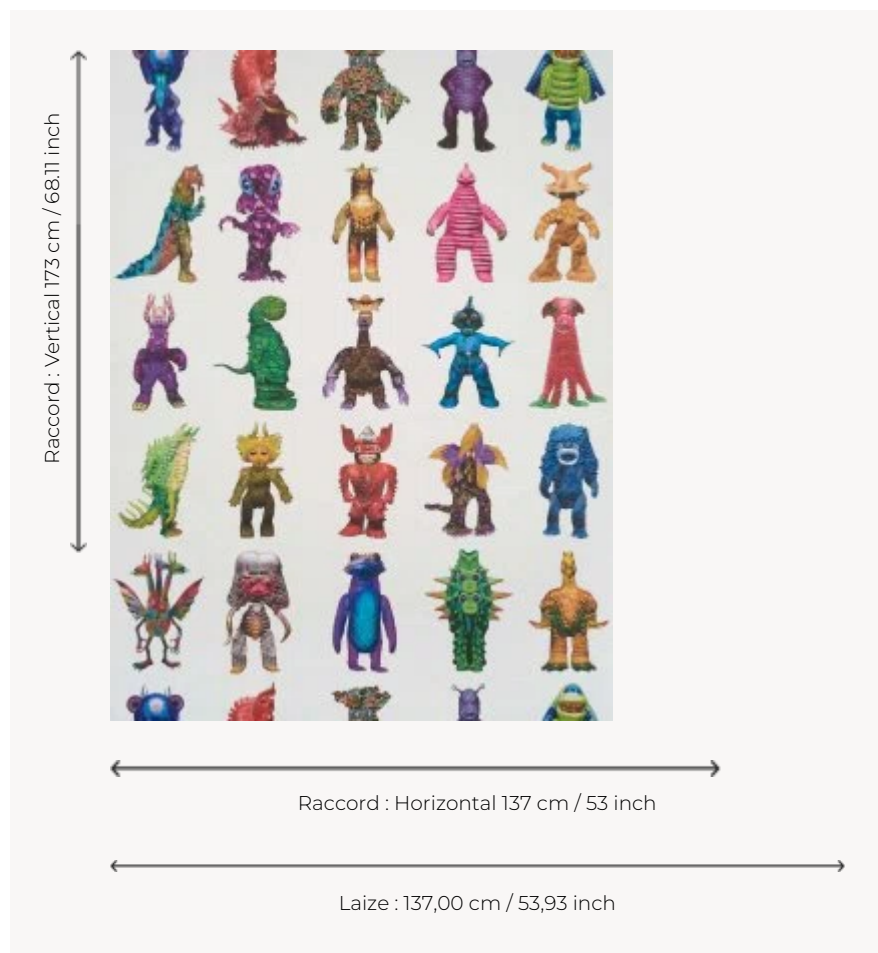 Raccord : Vertical 173 cm / 68.11 inch
Raccord : Horizontal 137 cm / 53 inch
Laize : 137,00 cm / 53,93 inch